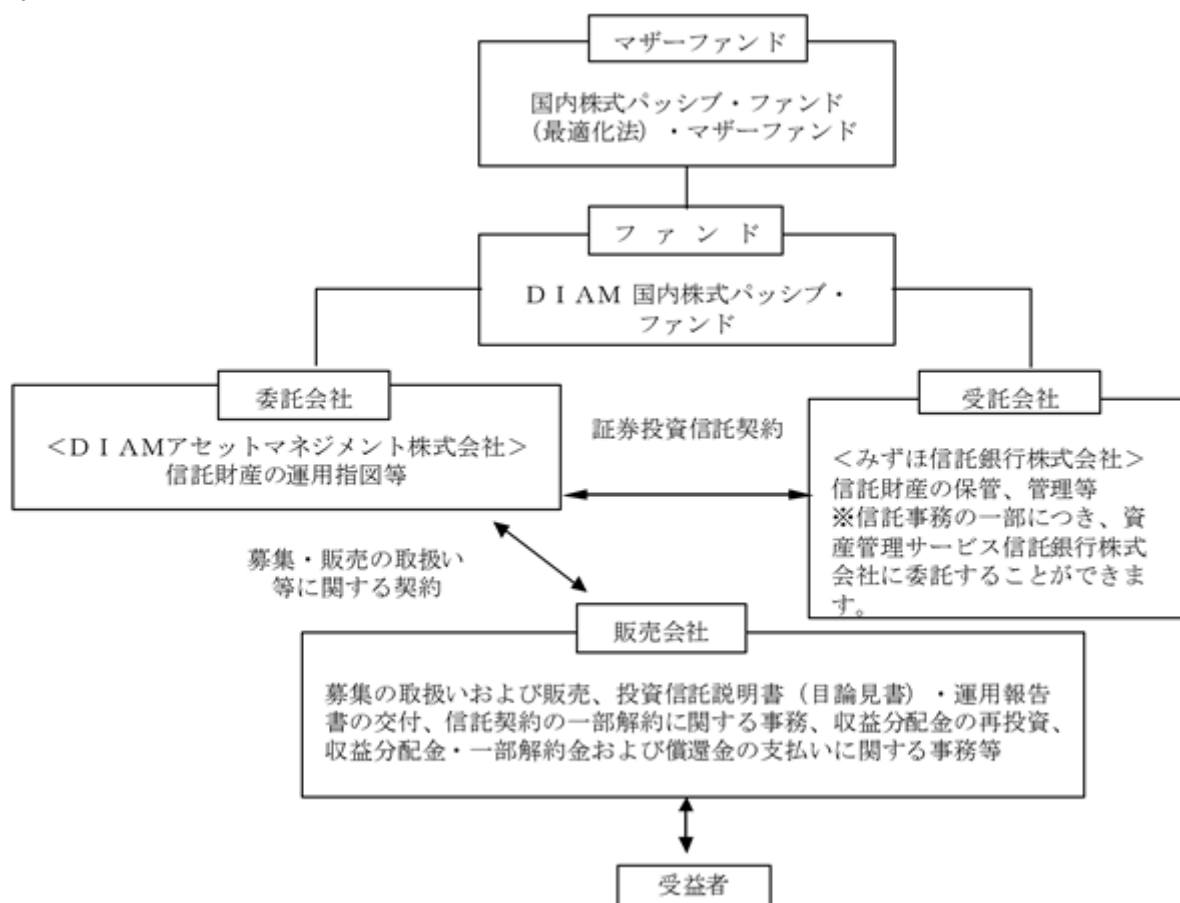 マザーファンド
国内株式パッシブ・ファンド
(最適化法)・マザーファンド
ファンド
DIAM 国内株式パッシブ・
ファンド
委託会社
<DIAMアセットマネジメント株式会社>
信託財産の運用指図等
証券投資信託契約
受託会社
<みずほ信託銀行株式会社>
信託財産の保管、管理等
※信託事務の一部につき、資
産管理サービス信託銀行株式
会社に委託することができま
す。
募集・販売の取扱い
等に関する契約
販売会社
募集の取扱いおよび販売、投資信託説明書(目論見書)・運用報告
書の交付、信託契約の一部解約に関する事務、収益分配金の再投資、
収益分配金・一部解約金および償還金の支払いに関する事務等
受益者